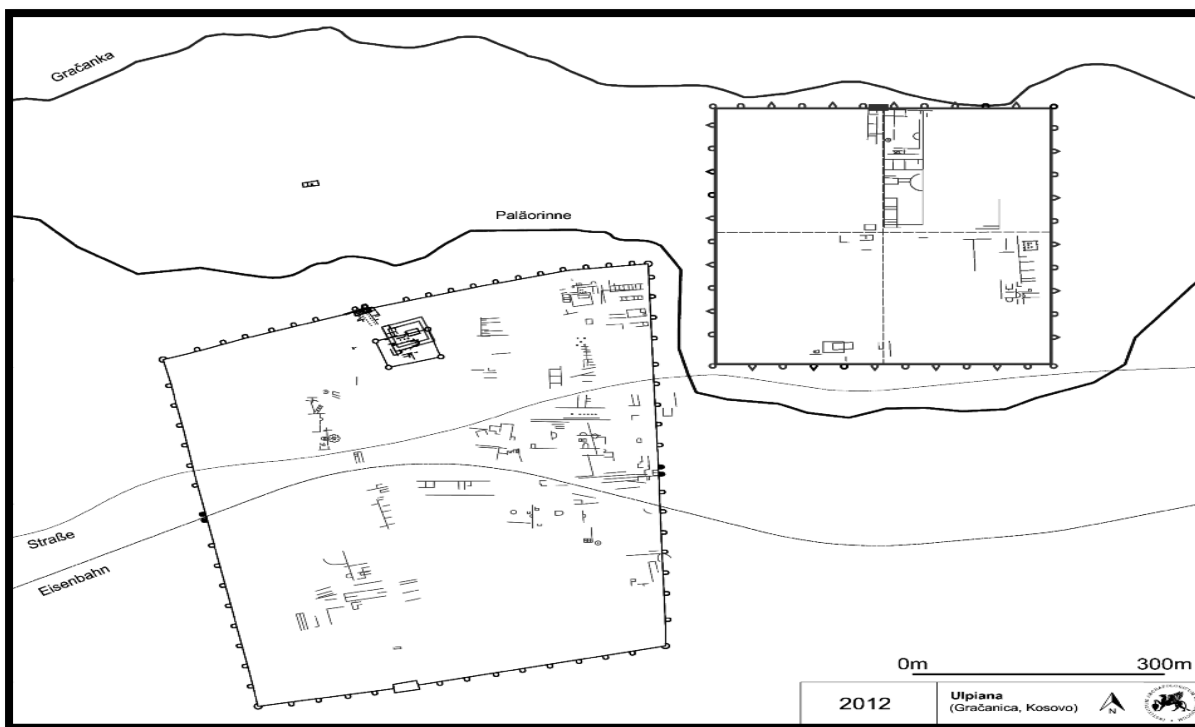 Gračanka
Paläorinne
Straße
Eisenbahn
0m 300m
2012
Ulpiana
(Gračanica, Kosovo)
N